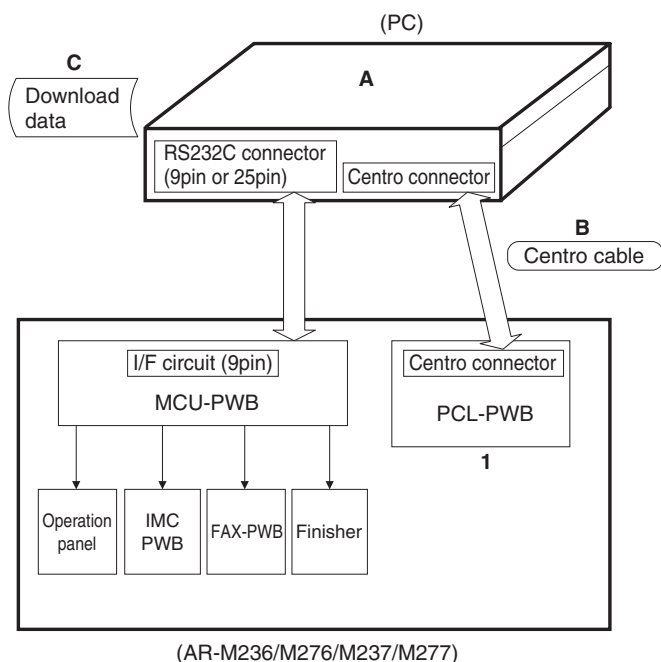 (PC)
C
A
Download
data
RS232C connector
(9pin or 25pin)
Centro connector
B
Centro cable
I/F circuit (9pin)
MCU-PWB
Centro connector
PCL-PWB
1
Operation
panel
IMC
PWB
FAX-PWB
Finisher
(AR-M236/M276/M237/M277)